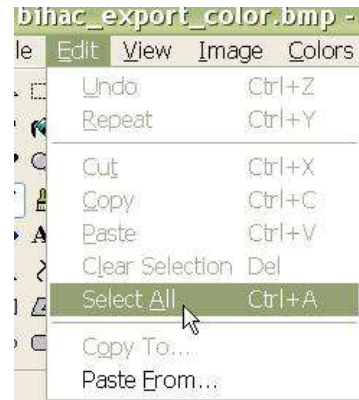 bihac_export_color.bmp -
le Edit View Image Colors
Undo Ctrl+Z
Repeat Ctrl+Y
Cut Ctrl+X
Copy Ctrl+C
Paste Ctrl+V
Clear Selection Del
Select All Ctrl+A
Copy To...
Paste From...